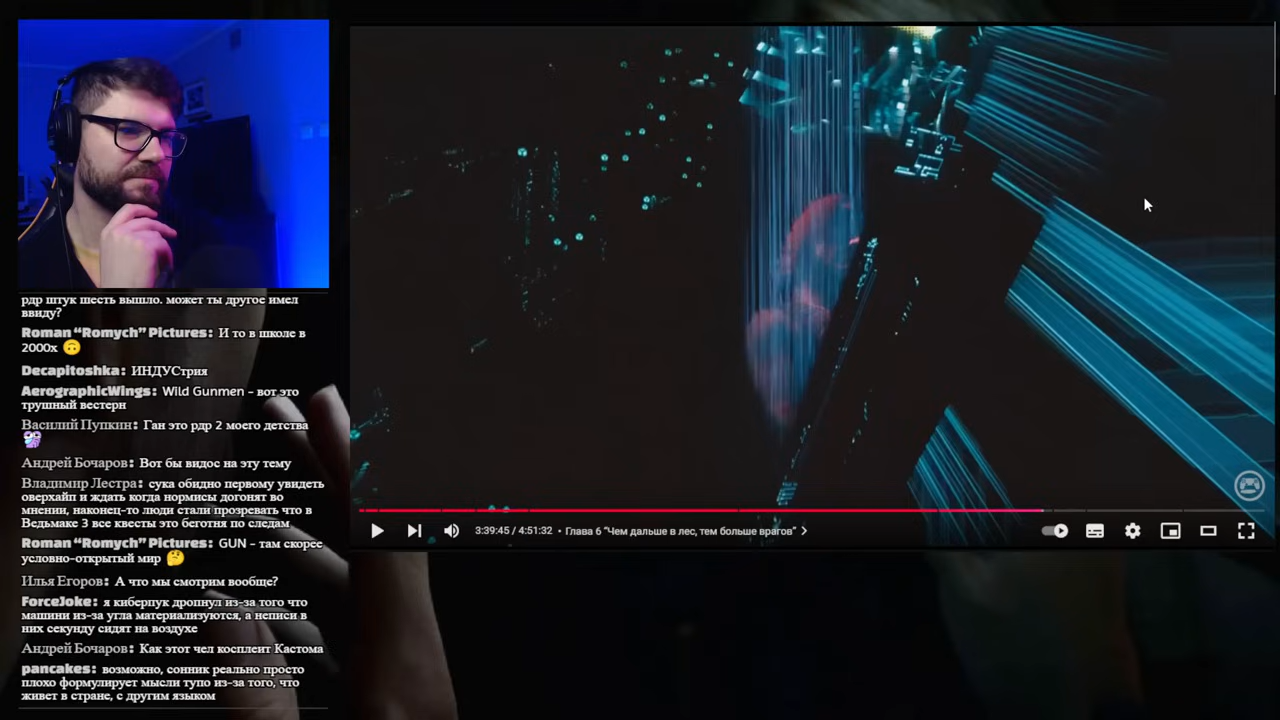 рдр штук шесть вышло. может ты другое имел
ввиду?
Roman “Romych” Pictures: И то в школе в
2000х 🙃
Decapitoshka: ИНДУСтрия
AerographicWings: Wild Gunmen - вот это
трушный вестерн
Василий Пупкин: Ган это рдр 2 моего детства
Андрей Бочаров: Вот бы видос на эту тему
Владимир Лестра: сука обидно первому увидеть
оверхайп и ждать когда нормисы догонят во
мнении, наконец-то люди стали прозревать что в
Ведьмаке 3 все квесты это беготня по следам
Roman “Romych” Pictures: GUN - там скорее
условно-открытый мир 🤔
Илья Егоров: А что мы смотрим вообще?
ForceJoke: я киберпук дропнул из-за того что
машини из-за угла материализуются, а неписи в
них секунду сидят на воздухе
Андрей Бочаров: Как этот чел косплеит Кастома
pancakes: возможно, сонник реально просто
плохо формулирует мысли тупо из-за того, что
живет в стране, с другим языком
3:39:45 / 4:51:32 • Глава 6 “Чем дальше в лес, тем больше врагов”